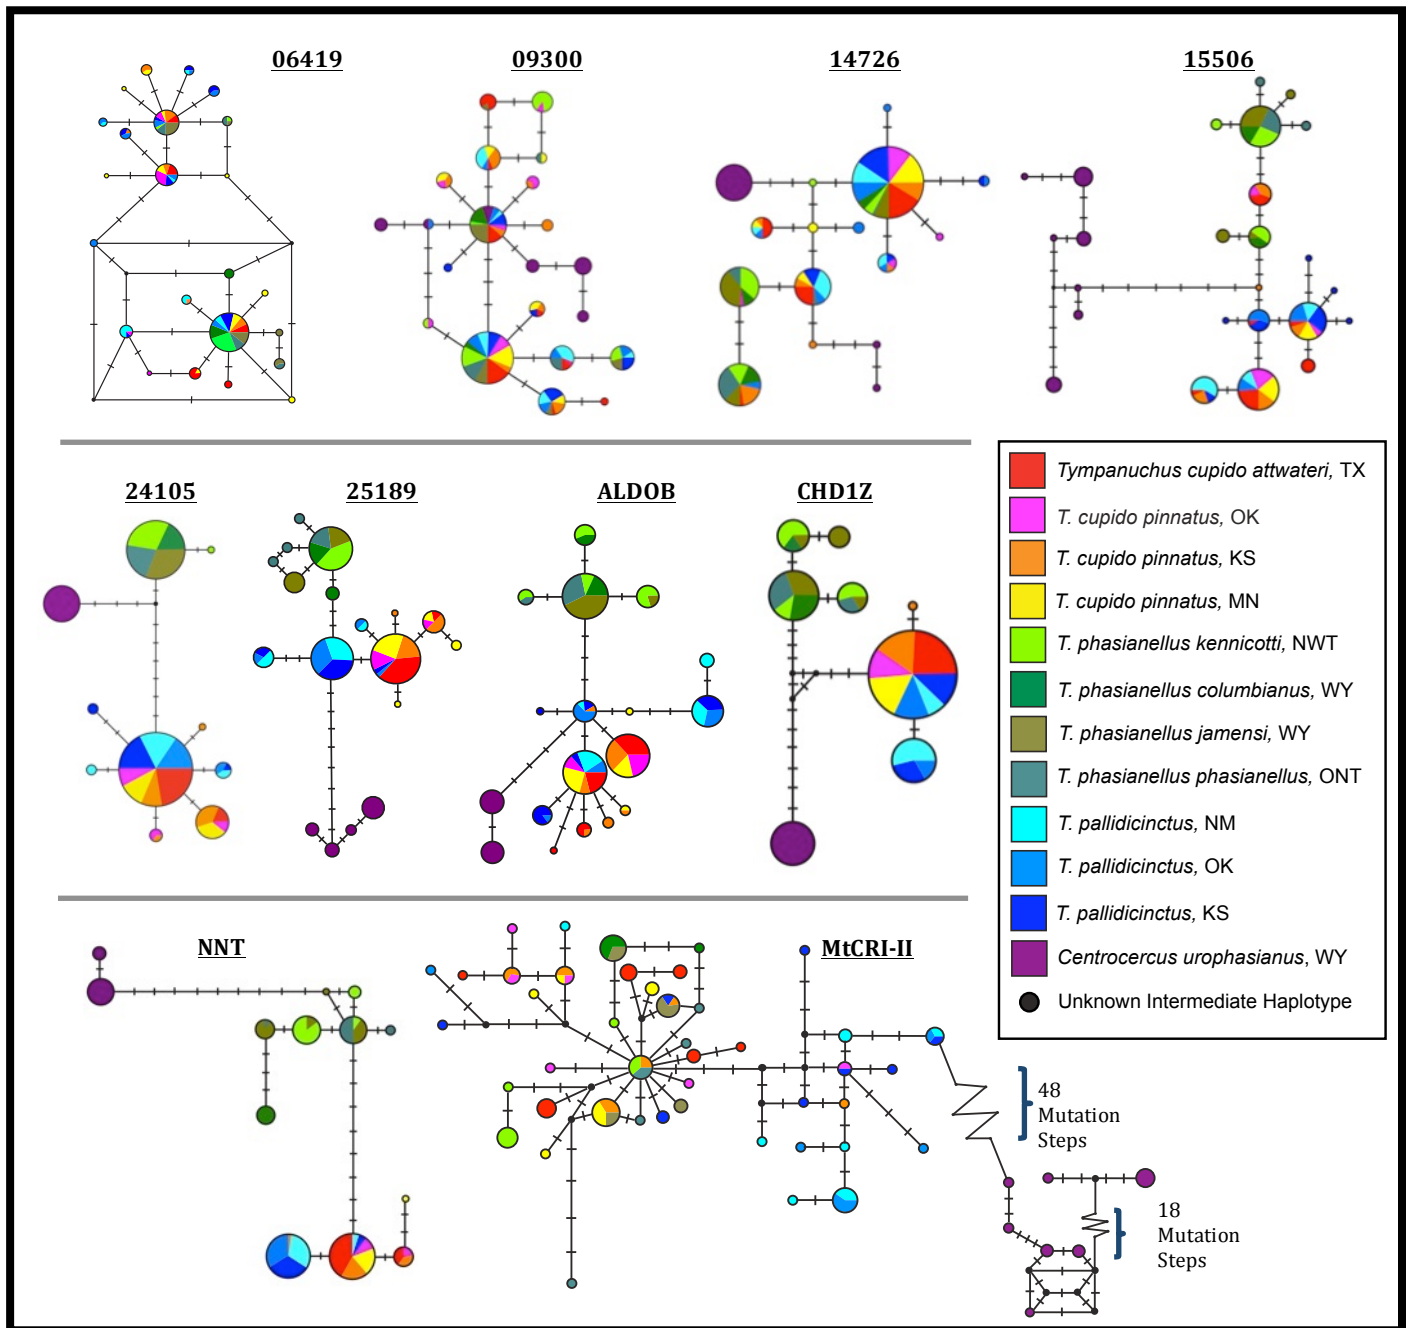 06419
09300
14726
15506
24105
25189
ALDOB
CHD1Z
Tympanuchus cupido attwateri, TX
T. cupido pinnatus, OK
T. cupido pinnatus, KS
T. cupido pinnatus, MN
T. phasianellus kennicotti, NWT
T. phasianellus columbianus, WY
T. phasianellus jamensi, WY
T. phasianellus phasianellus, ONT
T. pallidicinctus, NM
T. pallidicinctus, OK
T. pallidicinctus, KS
Centrocercus urophasianus, WY
Unknown Intermediate Haplotype
NNT
MtCRI-II
48
Mutation
Steps
18
Mutation
Steps